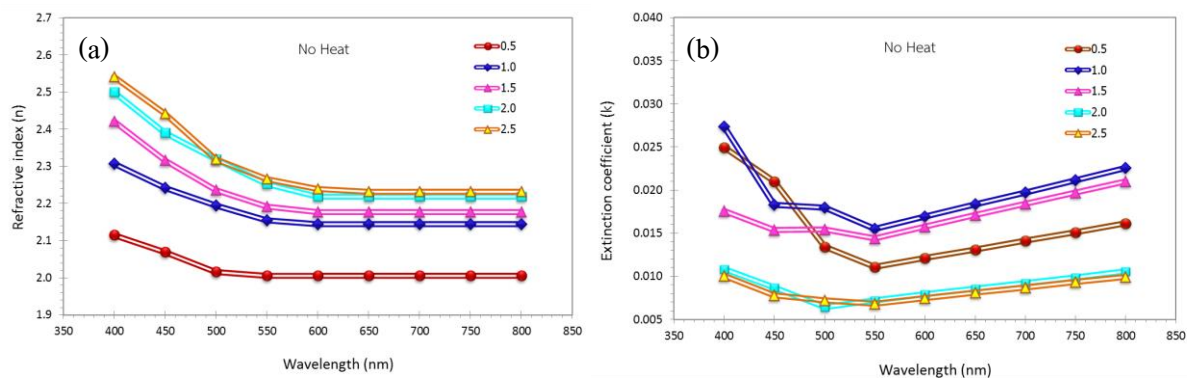 (a)
No Heat
0.5
1.0
1.5
2.0
2.5
Refractive index (n)
2.7
2.6
2.5
2.4
2.3
2.2
2.1
2.0
1.9
350 400 450 500 550 600 650 700 750 800 850
Wavelength (nm)
(b)
No Heat
0.5
1.0
1.5
2.0
2.5
Extinction coefficient (k)
0.040
0.035
0.030
0.025
0.020
0.015
0.010
0.005
350 400 450 500 550 600 650 700 750 800 850
Wavelength (nm)